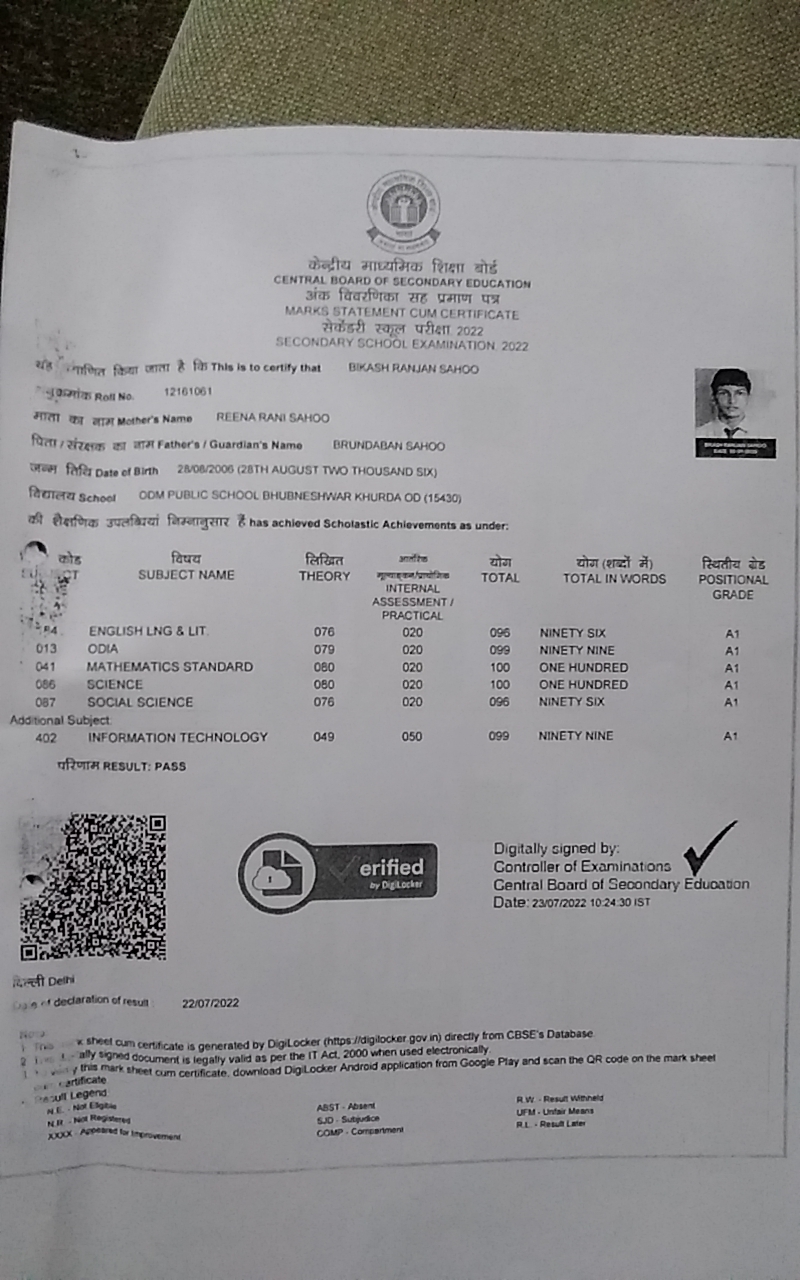 केन्द्रीय माध्यमिक शिक्षा बोर्ड
CENTRAL BOARD OF SECONDARY EDUCATION
अंक विवरणिका सह प्रमाण पत्र
MARKS STATEMENT CUM CERTIFICATE
सेकेंडरी स्कूल परीक्षा 2022
SECONDARY SCHOOL EXAMINATION, 2022
किया जाता है कि This is to certify that BIKASH RANJAN SAHOO
Roll No. 12161061
माता का नाम Mother's Name REENA RANI SAHOO
पिता / संरक्षक का नाम Father's / Guardian's Name BRUNDABAN SAHOO
जन्म तिथि Date of Birth 28/08/2006 (28TH AUGUST TWO THOUSAND SIX)
विद्यालय School ODM PUBLIC SCHOOL BHUBNESHWAR KHURDA OD (15430)
की शैक्षणिक उपलब्धियां निम्नानुसार हैं has achieved Scholastic Achievements as under:
कोड विषय लिखित आतंरिक योग योग (शब्दों में) स्थितीय ग्रेड
SUBJECT NAME THEORY मूल्याङ्कन/प्रायोगिक TOTAL TOTAL IN WORDS POSITIONAL
INTERNAL GRADE
ASSESSMENT /
PRACTICAL
ENGLISH LNG & LIT. 076 020 096 NINETY SIX A1
013 ODIA 079 020 099 NINETY NINE A1
041 MATHEMATICS STANDARD 080 020 100 ONE HUNDRED A1
086 SCIENCE 080 020 100 ONE HUNDRED A1
087 SOCIAL SCIENCE 076 020 096 NINETY SIX A1
Additional Subject:
402 INFORMATION TECHNOLOGY 049 050 099 NINETY NINE A1
परिणाम RESULT: PASS
erified
by DigiLocker
Digitally signed by:
Controller of Examinations
Central Board of Secondary Education
Date: 23/07/2022 10:24:30 IST
दिल्ली Delhi
of declaration of result : 22/07/2022
sheet cum certificate is generated by DigiLocker (https://digilocker.gov.in) directly from CBSE's Database.
signed document is legally valid as per the IT Act, 2000 when used electronically.
this mark sheet cum certificate, download DigiLocker Android application from Google Play and scan the QR code on the mark sheet
certificate.
Result Legend:
N.E. - Not Eligible ABST - Absent R.W. - Result Withheld
N.R. - Not Registered SJD - Subjudice UFM - Unfair Means
XXXX - Appeared for Improvement COMP - Compartment R.L. - Result Later